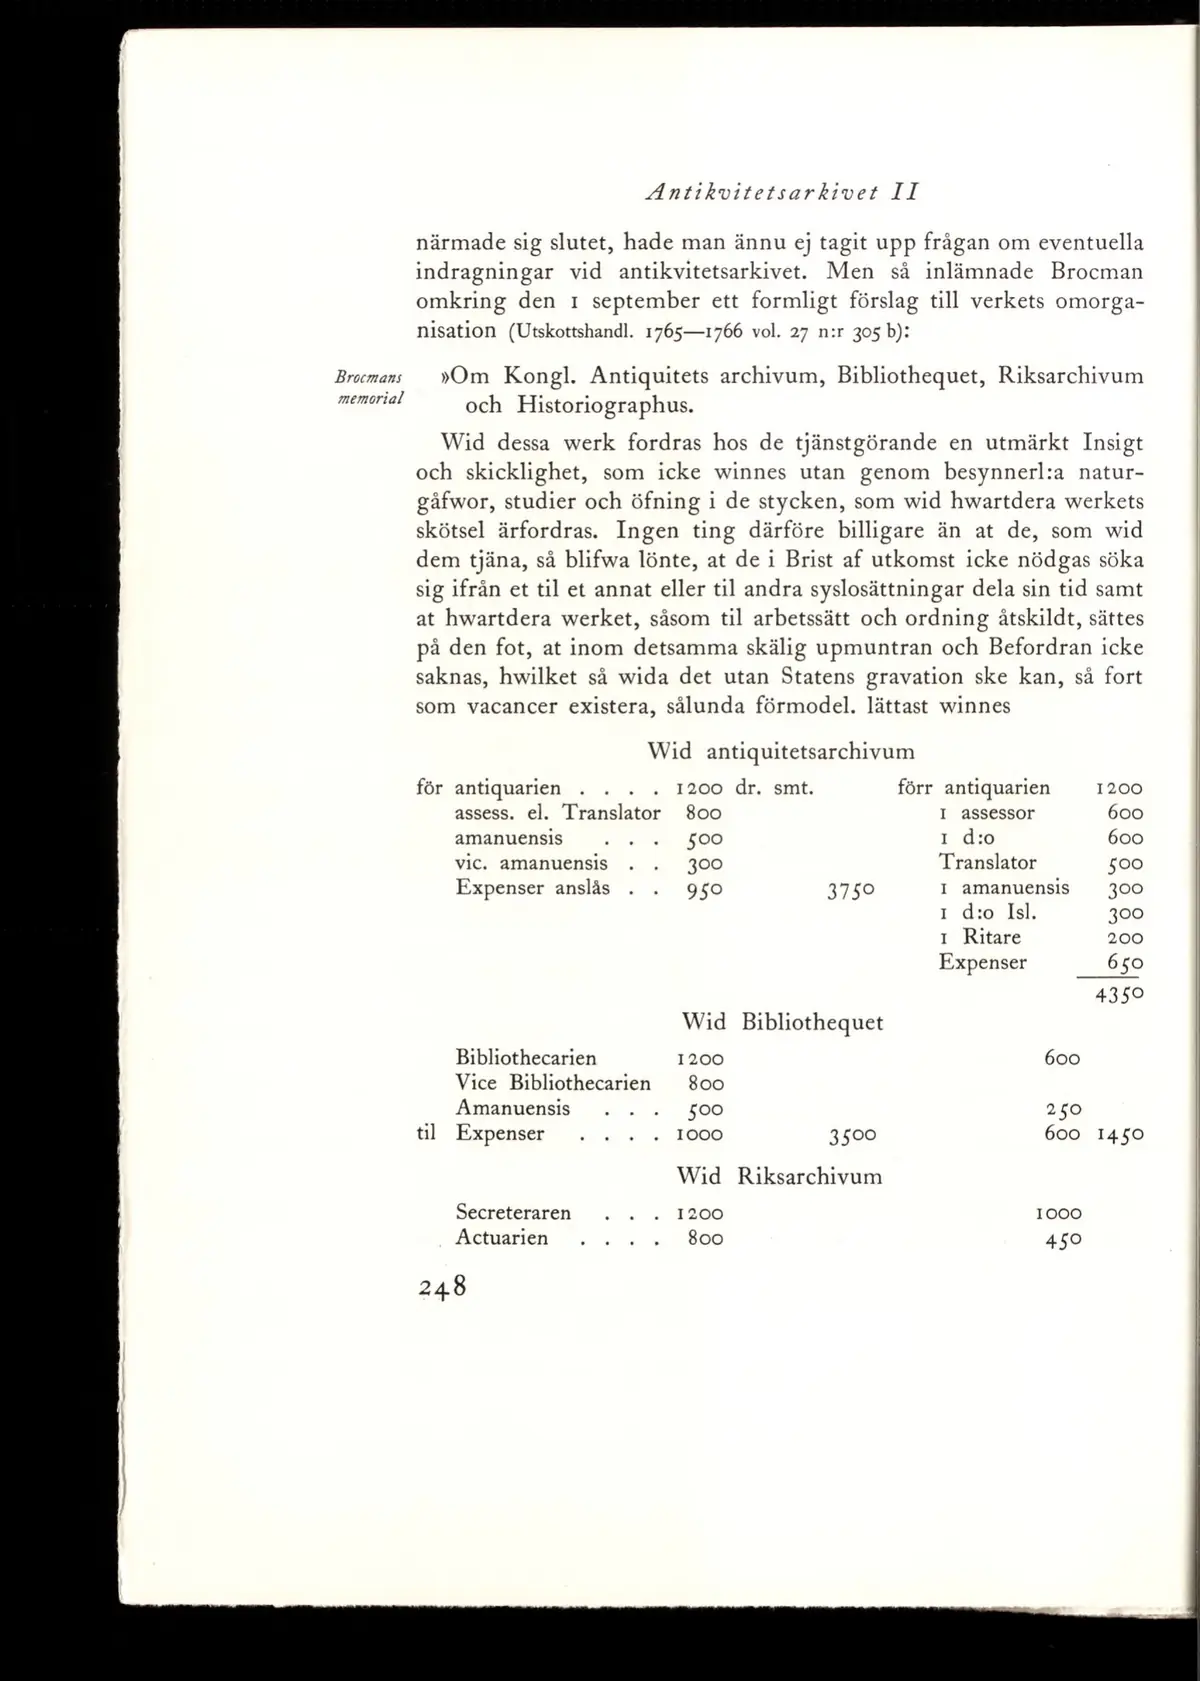 Antikvitetsarkivet II
närmade sig slutet, hade man ännu ej tagit upp frågan om eventuella
indragningar vid antikvitetsarkivet. Men så inlämnade Brocman
omkring den 1 september ett formligt förslag till verkets omorga-
nisation (Utskottshandl. 1765—1766 vol. 27 n:r 305 b):
Brocmans
memorial
»Om Kongl. Antiquitets archivum, Bibliothequet, Riksarchivum
och Historiographus.
Wid dessa werk fordras hos de tjänstgörande en utmärkt Insigt
och skicklighet, som icke winnes utan genom besynnerl:a natur-
gåfwor, studier och öfning i de stycken, som wid hwartdera werkets
skötsel ärfordras. Ingen ting därföre billigare än at de, som wid
dem tjäna, så blifwa lönte, at de i Brist af utkomst icke nödgas söka
sig ifrån et til et annat eller til andra syslosättningar dela sin tid samt
at hwartdera werket, såsom til arbetssätt och ordning åtskildt, sättes
på den fot, at inom detsamma skälig upmuntran och Befordran icke
saknas, hwilket så wida det utan Statens gravation ske kan, så fort
som vacancer existera, sålunda förmodel. lättast winnes
Wid antiquitetsarchivum
för antiquarien . . . . 1200 dr. smt. förr antiquarien 1200
assess. el. Translator 800 1 assessor 600
amanuensis . . . 500 1 d:o 600
vic. amanuensis . . 300 Translator 500
Expenser anslås . . 950 3750 1 amanuensis 300
1 d:o Isl. 300
1 Ritare 200
Expenser 650
4350
Wid Bibliothequet
Bibliothecarien 1200 600
Vice Bibliothecarien 800
Amanuensis . . . 500 250
til Expenser . . . . 1000 3500 600 1450
Wid Riksarchivum
Secreteraren . . . 1200 1000
Actuarien . . . . 800 450
248